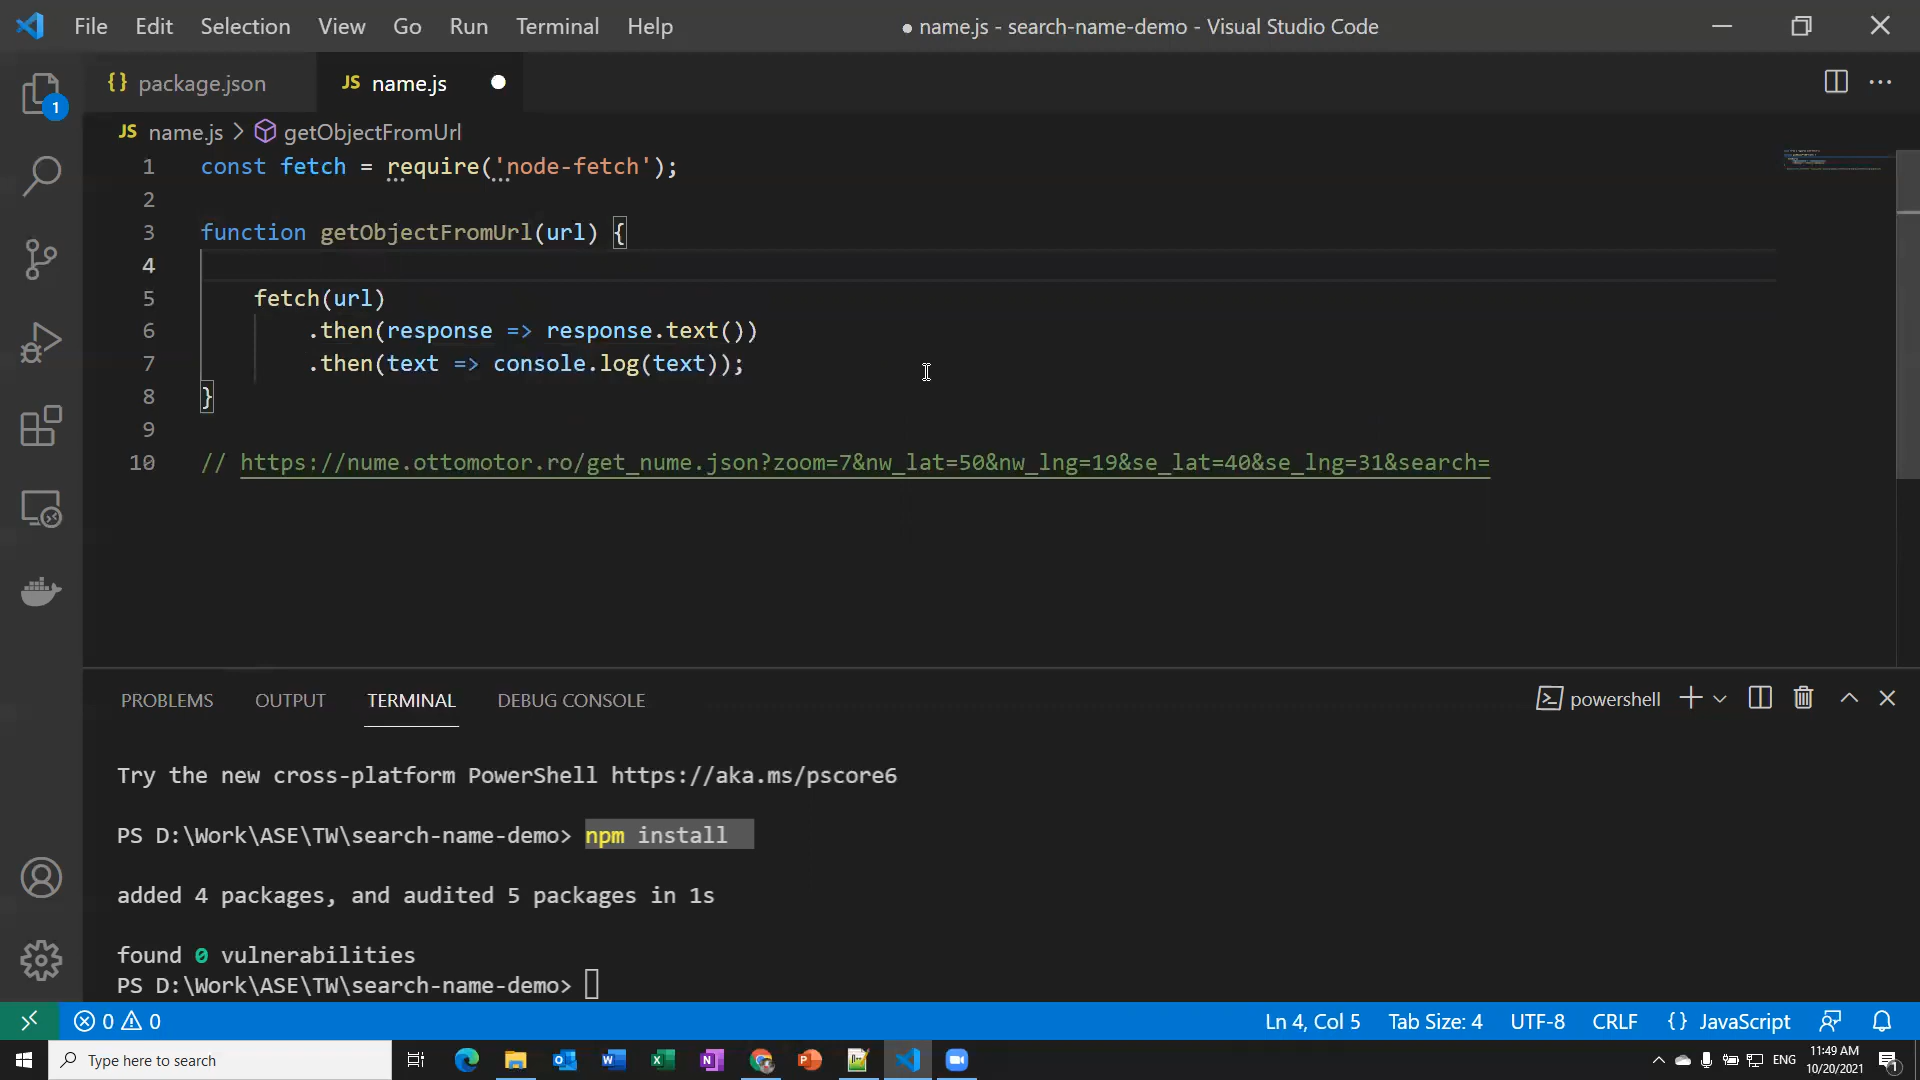 File Edit Selection View Go Run Terminal Help ● name.js - search-name-demo - Visual Studio Code
{} package.json JS name.js ●
1
JS name.js > getObjectFromUrl
1 const fetch = require('node-fetch');
2
3 function getObjectFromUrl(url) {
4
5 fetch(url)
6 .then(response => response.text())
7 .then(text => console.log(text));
8 }
9
10 // https://nume.ottomotor.ro/get_nume.json?zoom=7&nw_lat=50&nw_lng=19&se_lat=40&se_lng=31&search=
PROBLEMS OUTPUT TERMINAL DEBUG CONSOLE powershell
Try the new cross-platform PowerShell https://aka.ms/pscore6
PS D:\Work\ASE\TW\search-name-demo> npm install
added 4 packages, and audited 5 packages in 1s
found 0 vulnerabilities
PS D:\Work\ASE\TW\search-name-demo>
0 0 Ln 4, Col 5 Tab Size: 4 UTF-8 CRLF {} JavaScript
Type here to search ENG 11:49 AM
10/20/2021 1